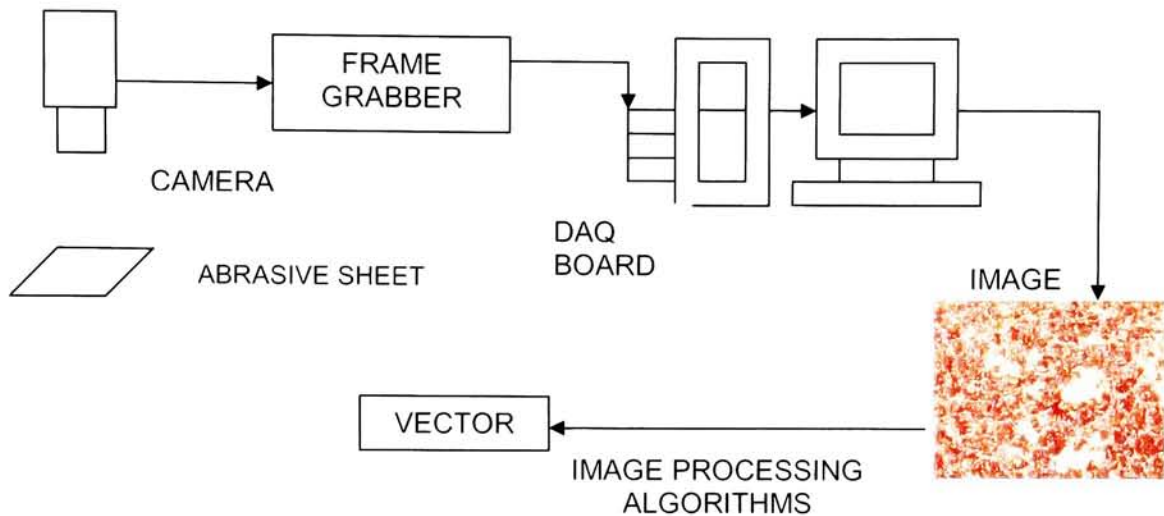 FRAME
GRABBER
CAMERA
DAQ
BOARD
ABRASIVE SHEET
IMAGE
VECTOR
IMAGE PROCESSING
ALGORITHMS